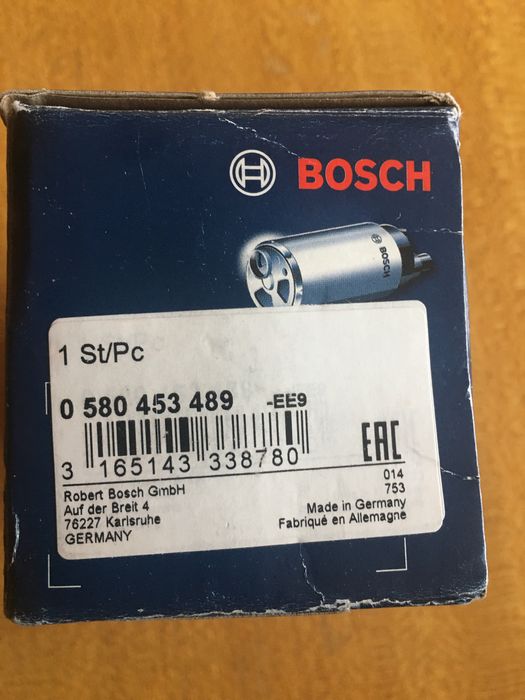 BOSCH
BOSCH
1 St/Pc
0 580 453 489 -EE9
EAC
3 165143 338780
014
753
Robert Bosch GmbH
Auf der Breit 4
76227 Karlsruhe
GERMANY
Made in Germany
Fabriqué en Allemagne